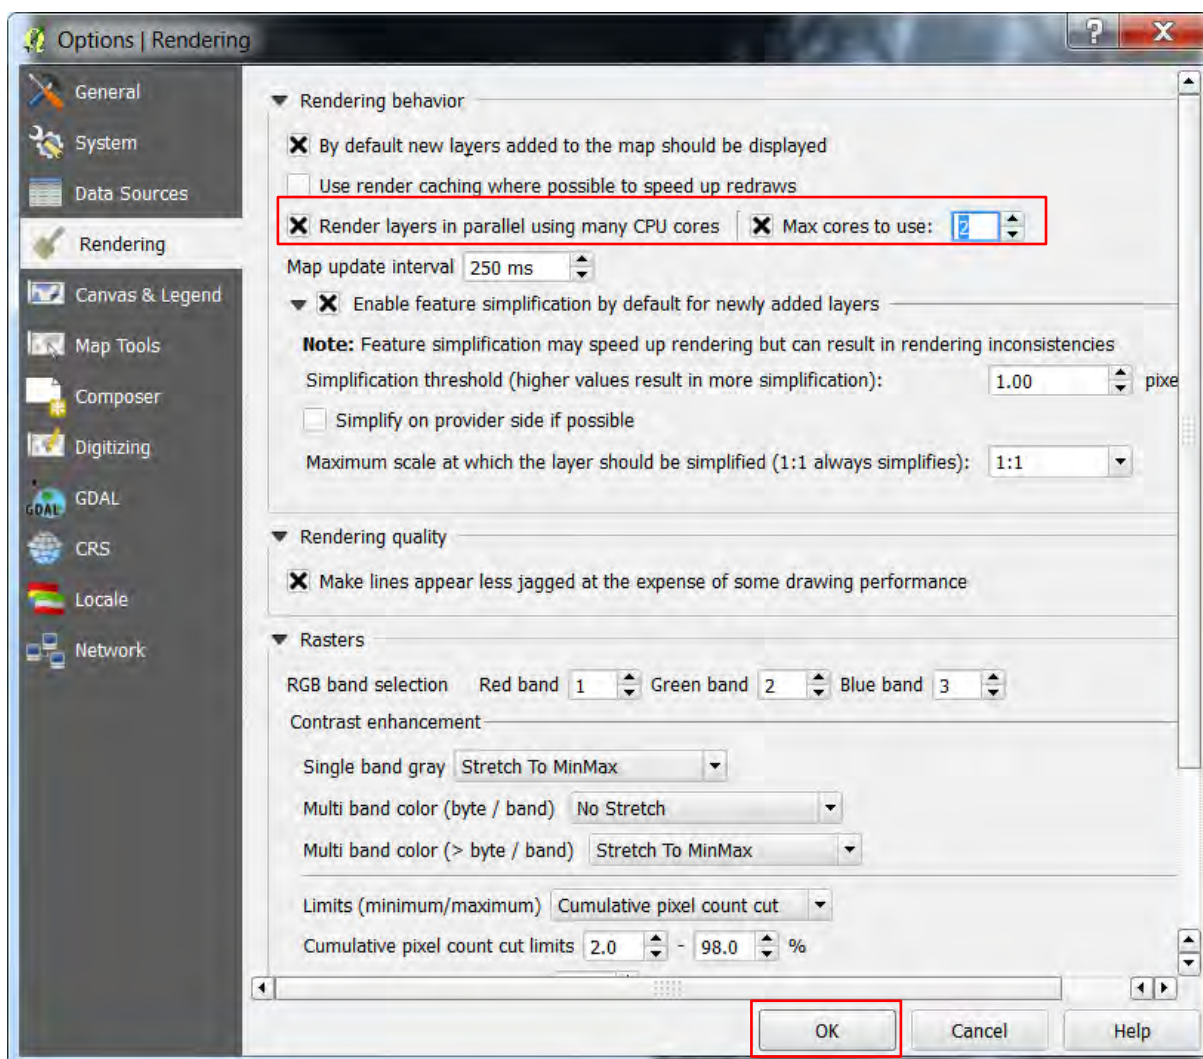 Options | Rendering
General
System
Data Sources
Rendering
Canvas & Legend
Map Tools
Composer
Digitizing
GDAL
GDAL
CRS
Locale
Network
Rendering behavior
By default new layers added to the map should be displayed
Use render caching where possible to speed up redraws
Render layers in parallel using many CPU cores Max cores to use: 2
Map update interval 250 ms
Enable feature simplification by default for newly added layers
Note: Feature simplification may speed up rendering but can result in rendering inconsistencies
Simplification threshold (higher values result in more simplification): 1.00 pixe
Simplify on provider side if possible
Maximum scale at which the layer should be simplified (1:1 always simplifies): 1:1
Rendering quality
Make lines appear less jagged at the expense of some drawing performance
Rasters
RGB band selection Red band 1 Green band 2 Blue band 3
Contrast enhancement
Single band gray Stretch To MinMax
Multi band color (byte / band) No Stretch
Multi band color (> byte / band) Stretch To MinMax
Limits (minimum/maximum) Cumulative pixel count cut
Cumulative pixel count cut limits 2.0 - 98.0 %
OK Cancel Help